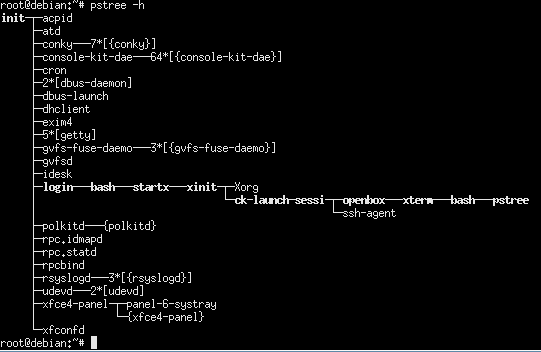 root@debian:~# pstree -h
init─┬─acpid
     ├─atd
     ├─conky───7*[{conky}]
     ├─console-kit-dae───64*[{console-kit-dae}]
     ├─cron
     ├─2*[dbus-daemon]
     ├─dbus-launch
     ├─dhclient
     ├─exim4
     ├─5*[getty]
     ├─gvfs-fuse-daemo───3*[{gvfs-fuse-daemo}]
     ├─gvfsd
     ├─idesk
     ├─login───bash───startx───xinit─┬─Xorg
     │                               └─ck-launch-sessi─┬─openbox───xterm───bash───pstree
     │                                                 └─ssh-agent
     ├─polkitd───{polkitd}
     ├─rpc.idmapd
     ├─rpc.statd
     ├─rpcbind
     ├─rsyslogd───3*[{rsyslogd}]
     ├─udevd───2*[udevd]
     ├─xfce4-panel─┬─panel-6-systray
     │             └─{xfce4-panel}
     └─xfconfd
root@debian:~#